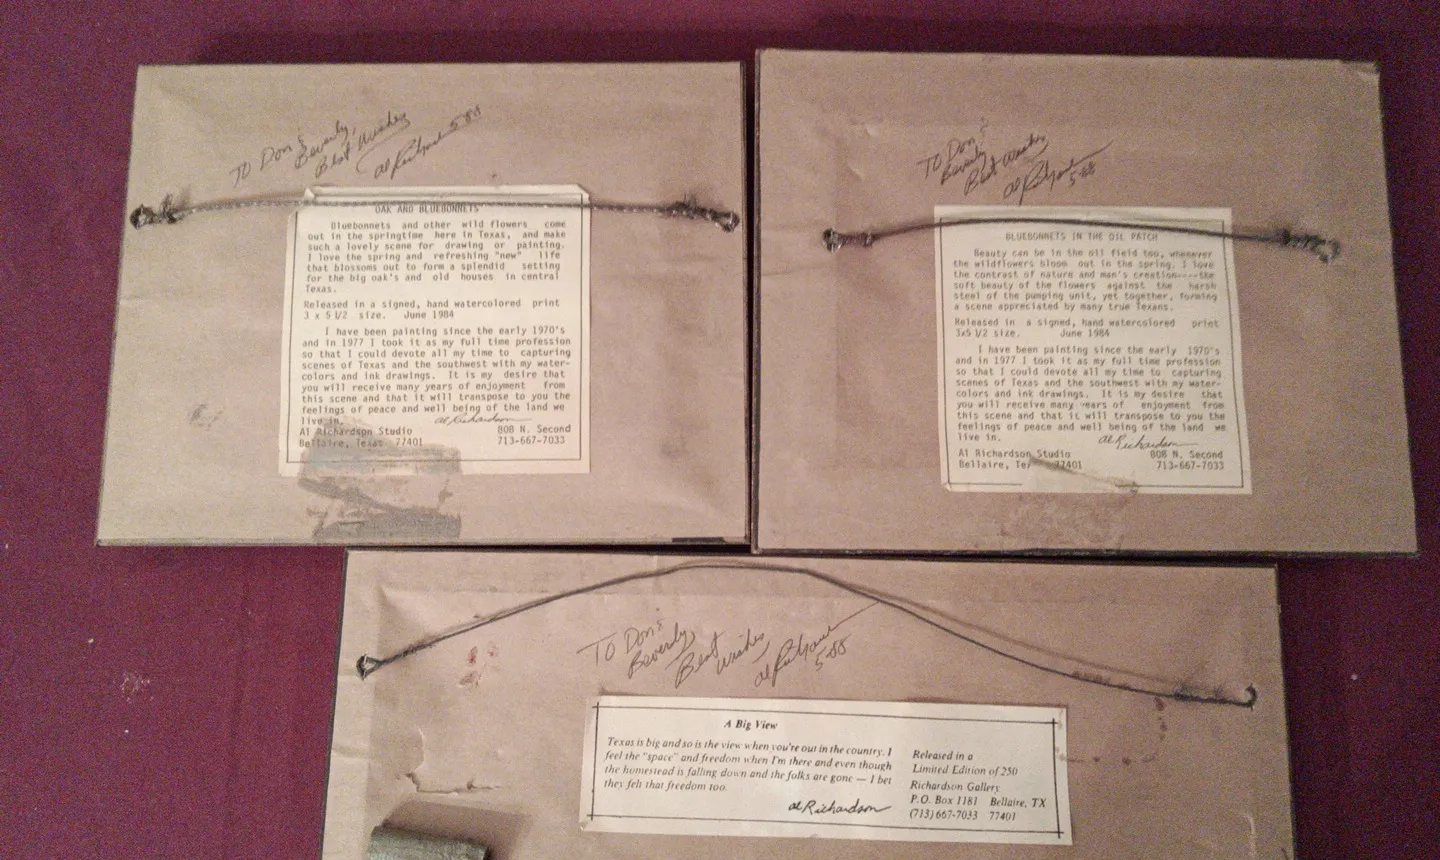 To Don &
Beverly,
Best Wishes
Al Richardson 5-88
OAK AND BLUEBONNETS
Bluebonnets and other wild flowers come
out in the springtime here in Texas, and make
such a lovely scene for drawing or painting.
I love the spring and refreshing "new" life
that blossoms out to form a splendid setting
for the big oak's and old houses in central
Texas.
Released in a signed, hand watercolored print
3 x 5 1/2 size. June 1984
I have been painting since the early 1970's
and in 1977 I took it as my full time profession
so that I could devote all my time to capturing
scenes of Texas and the southwest with my water-
colors and ink drawings. It is my desire that
you will receive many years of enjoyment from
this scene and that it will transpose to you the
feelings of peace and well being of the land we
live in. Al Richardson
Al Richardson Studio 808 N. Second
Bellaire, Texas 77401 713-667-7033
To Don &
Beverly
Best Wishes
Al Richardson
5-88
BLUEBONNETS IN THE OIL PATCH
Beauty can be in the oil field too, whenever
the wildflowers bloom out in the spring. I love
the contrast of nature and man's creation----the
soft beauty of the flowers against the harsh
steel of the pumping unit, yet together, forming
a scene appreciated by many true Texans.
Released in a signed, hand watercolored print
3x5 1/2 size. June 1984
I have been painting since the early 1970's
and in 1977 I took it as my full time profession
so that I could devote all my time to capturing
scenes of Texas and the southwest with my water-
colors and ink drawings. It is my desire that
you will receive many years of enjoyment from
this scene and that it will transpose to you the
feelings of peace and well being of the land we
live in. Al Richardson
Al Richardson Studio 808 N. Second
Bellaire, Te 77401 713-667-7033
To Don &
Beverly,
Best Wishes
Al Richardson
5-88
A Big View
Texas is big and so is the view when you're out in the country. I
feel the "space" and freedom when I'm there and even though
the homestead is falling down and the folks are gone — I bet
they felt that freedom too.
Al Richardson
Released in a
Limited Edition of 250
Richardson Gallery
P.O. Box 1181 Bellaire, TX
(713) 667-7033 77401